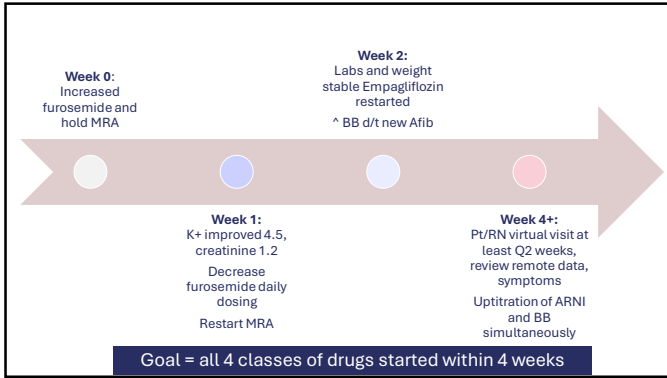 Week 0:
Increased
furosemide and
hold MRA
Week 1:
K+ improved 4.5,
creatinine 1.2
Decrease
furosemide daily
dosing
Restart MRA
Week 2:
Labs and weight
stable Empagliflozin
restarted
^ BB d/t new Afib
Week 4+:
Pt/RN virtual visit at
least Q2 weeks,
review remote data,
symptoms
Uptitration of ARNI
and BB
simultaneously
Goal = all 4 classes of drugs started within 4 weeks